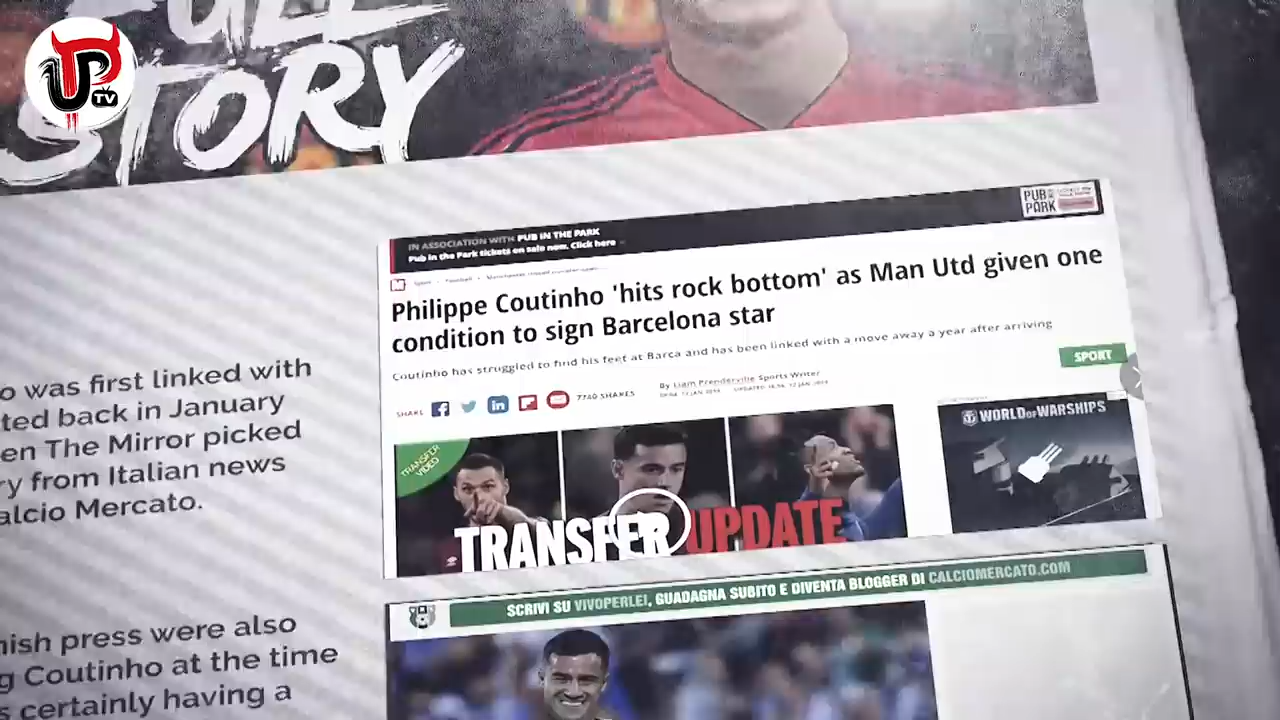 FULL
STORY
UP
TV
PUB IN THE PARK
IN ASSOCIATION WITH PUB IN THE PARK
Pub in the Park tickets on sale now. Click here
Philippe Coutinho 'hits rock bottom' as Man Utd given one
condition to sign Barcelona star
Coutinho has struggled to find his feet at Barca and has been linked with a move away a year after arriving
SPORT
SHARE
7740 SHARES
By Liam Prenderville Sports Writer
TRANSFER
VIDEO
TRANSFER UPDATE
WORLD OF WARSHIPS
o was first linked with
ted back in January
en The Mirror picked
ry from Italian news
alcio Mercato.
SCRIVI SU VIVOPERLEI, GUADAGNA SUBITO E DIVENTA BLOGGER DI CALCIOMERCATO.COM
nish press were also
g Coutinho at the time
s certainly having a